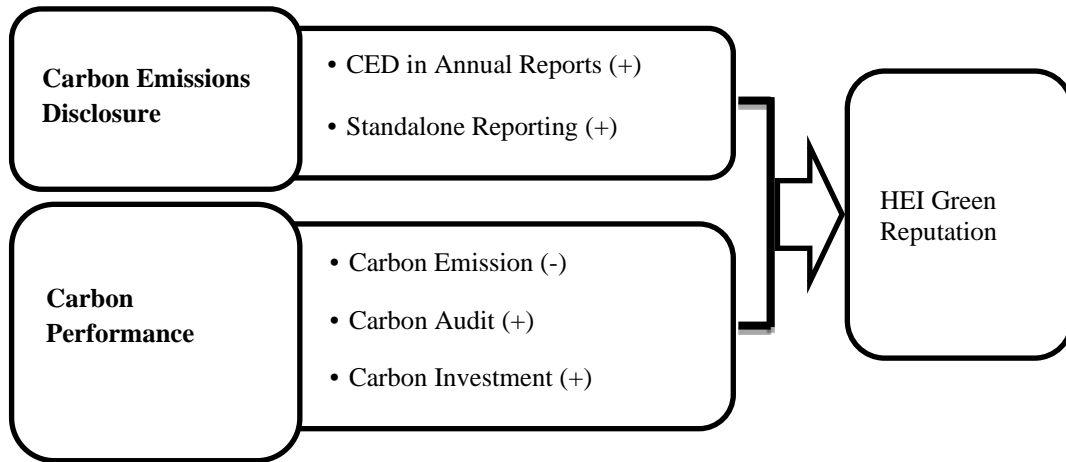 Carbon Emissions
Disclosure
• CED in Annual Reports (+)
• Standalone Reporting (+)
Carbon
Performance
• Carbon Emission (-)
• Carbon Audit (+)
• Carbon Investment (+)
HEI Green
Reputation